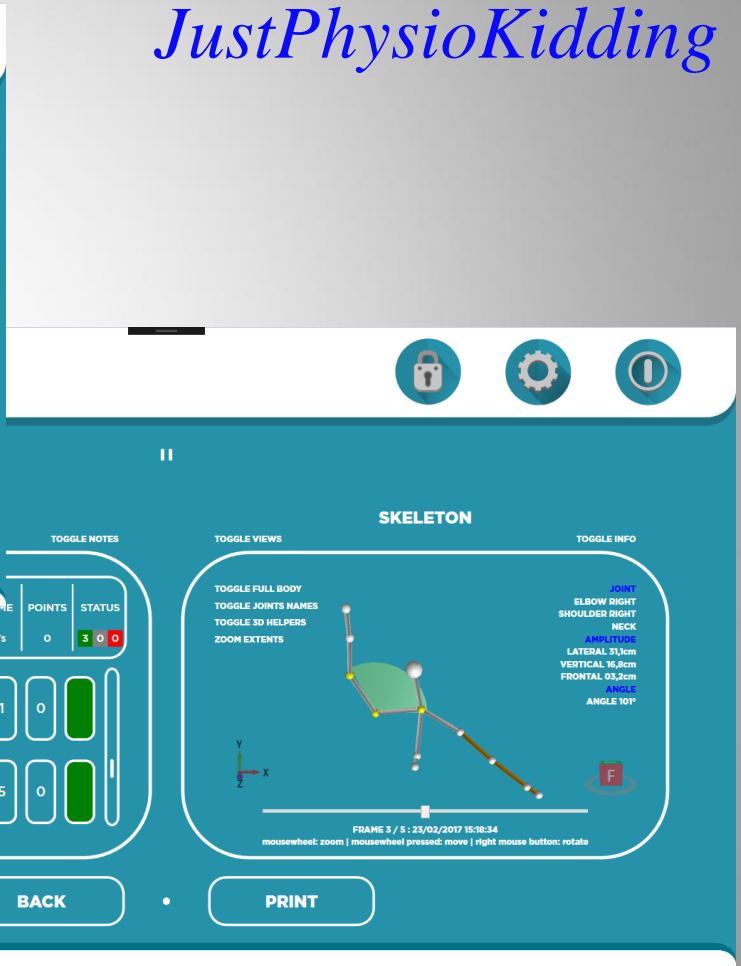 JustPhysioKidding
SKELETON
TOGGLE NOTES
TOGGLE VIEWS
TOGGLE INFO
POINTS STATUS
0 3 0 0
1 0
5 0
TOGGLE FULL BODY
TOGGLE JOINTS NAMES
TOGGLE 3D HELPERS
ZOOM EXTENTS
JOINT
ELBOW RIGHT
SHOULDER RIGHT
NECK
AMPLITUDE
LATERAL 31,1cm
VERTICAL 16,8cm
FRONTAL 03,2cm
ANGLE
ANGLE 101°
Y
X
Z
F
FRAME 3 / 5 : 23/02/2017 15:18:34
mousewheel: zoom | mousewheel pressed: move | right mouse button: rotate
BACK • PRINT